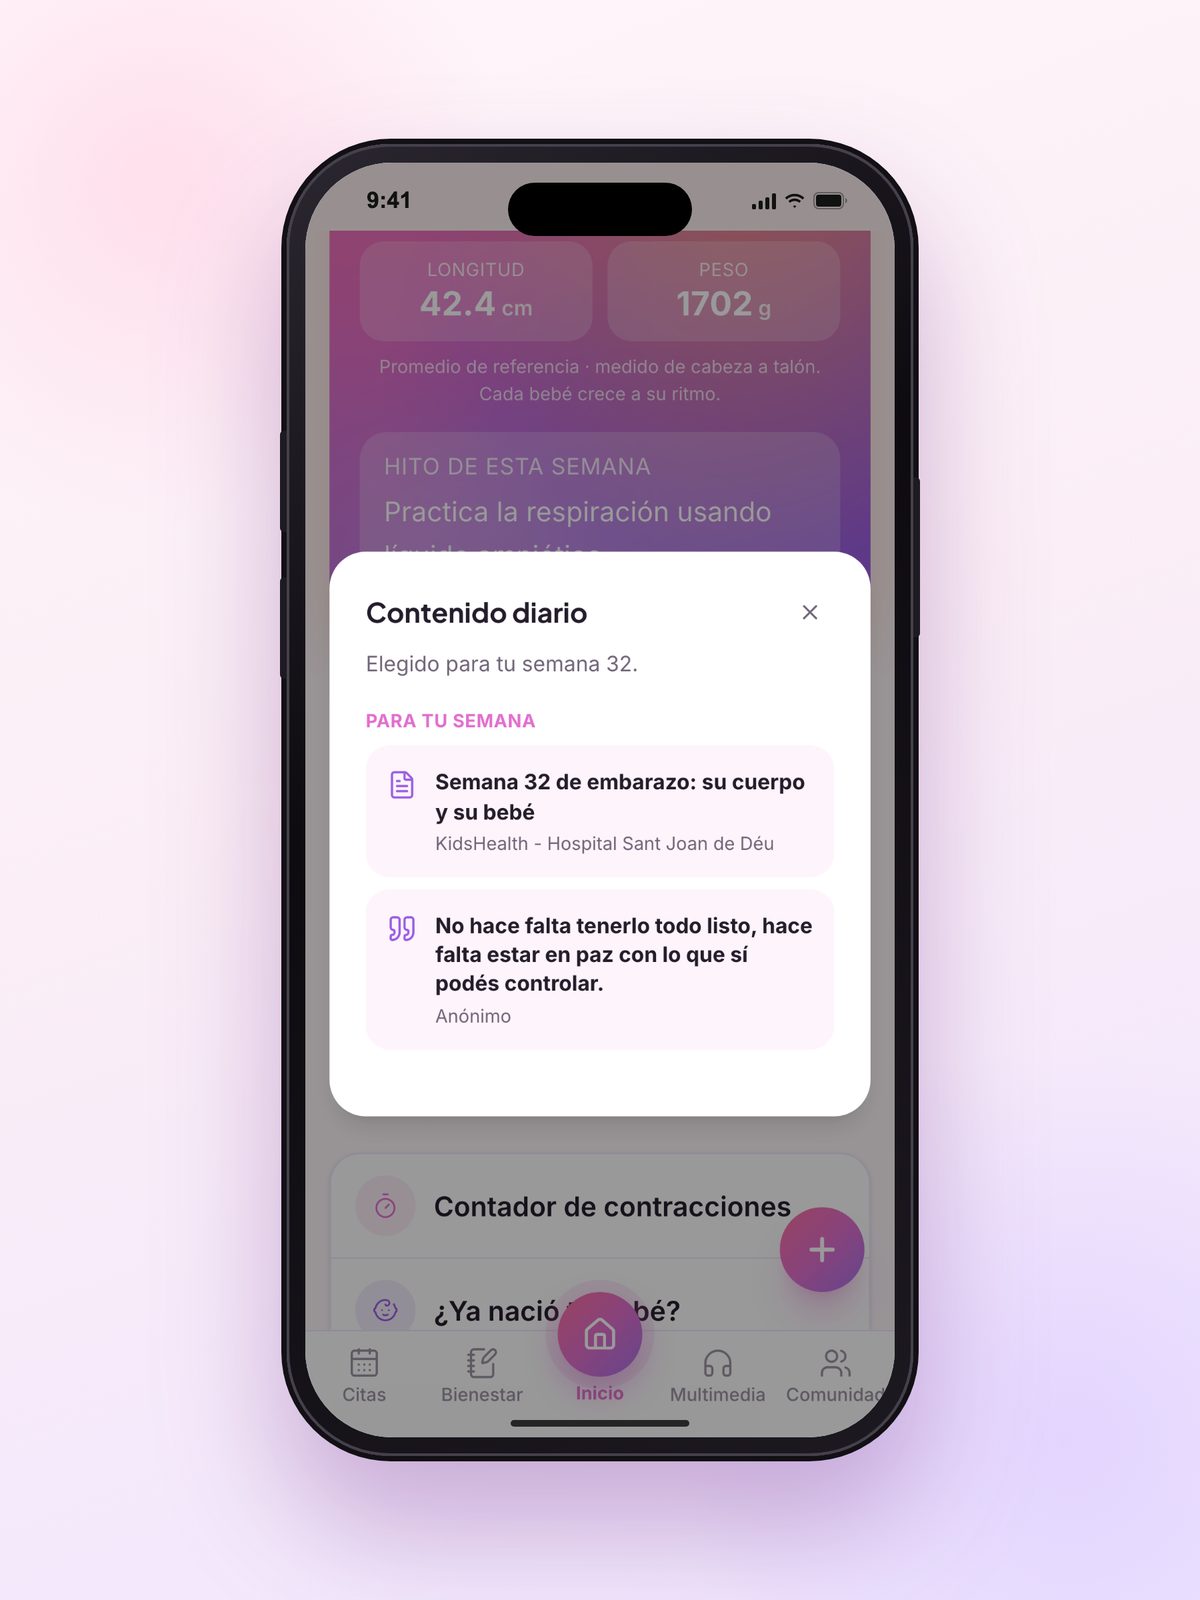 9:41
LONGITUD
42.4 cm
PESO
1702 g
Promedio de referencia · medido de cabeza a talón.
Cada bebé crece a su ritmo.
HITO DE ESTA SEMANA
Practica la respiración usando
líquido amniótico
Contenido diario
Elegido para tu semana 32.
PARA TU SEMANA
Semana 32 de embarazo: su cuerpo
y su bebé
KidsHealth - Hospital Sant Joan de Déu
No hace falta tenerlo todo listo, hace
falta estar en paz con lo que sí
podés controlar.
Anónimo
Contador de contracciones
¿Ya nació bé?
Citas
Bienestar
Inicio
Multimedia
Comunidad